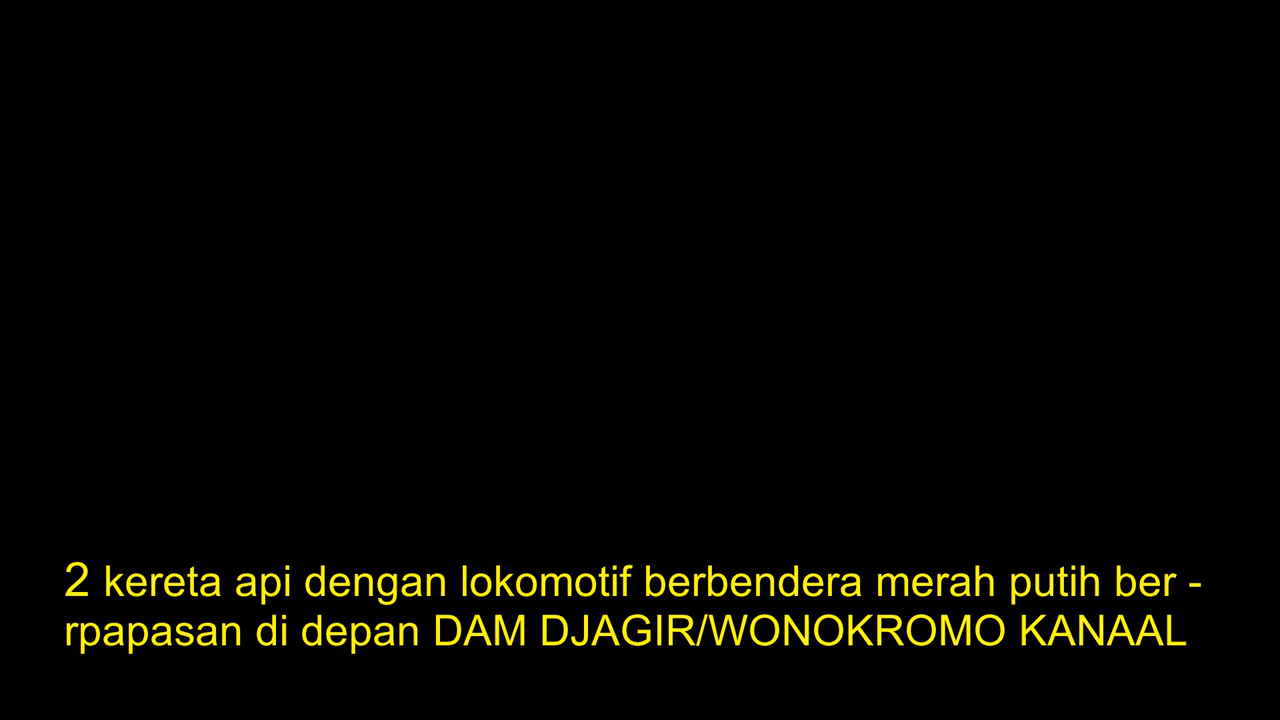 2 kereta api dengan lokomotif berbendera merah putih ber -
rpapasan di depan DAM DJAGIR/WONOKROMO KANAAL